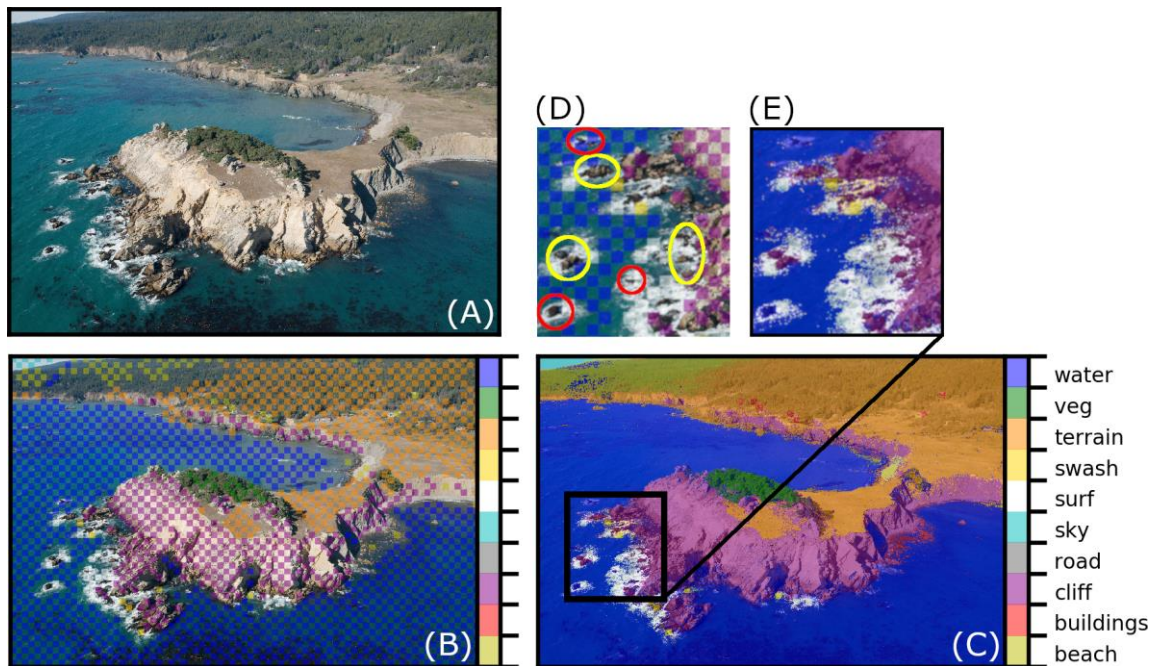 (A)
(D)
(E)
(B)
(C)
water
veg
terrain
swash
surf
sky
road
cliff
buildings
beach